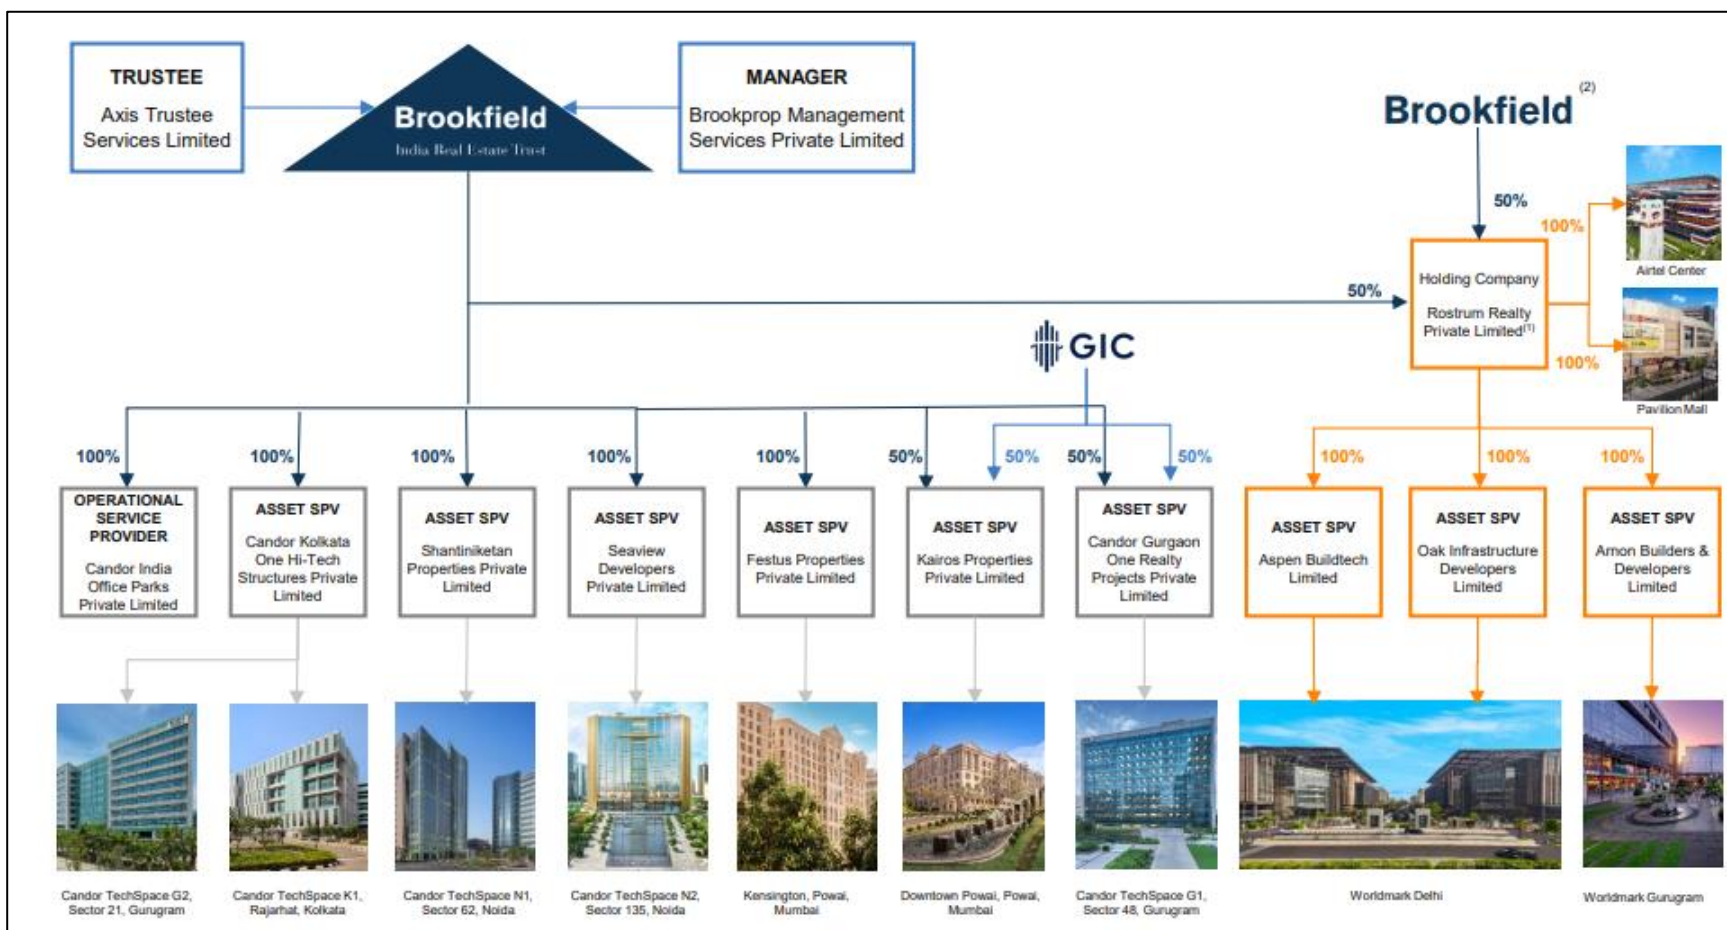 TRUSTEE
Axis Trustee
Services Limited
Brookfield
India Real Estate Trust
MANAGER
Brookprop Management
Services Private Limited
Brookfield (2)
50%
100%
Airtel Center
50%
Holding Company
Rostrum Realty
Private Limited(1)
100%
Pavilion Mall
GIC
100%
100%
100%
100%
100%
50%
50%
50%
50%
100%
100%
100%
OPERATIONAL
SERVICE
PROVIDER
Candor India
Office Parks
Private Limited
ASSET SPV
Candor Kolkata
One Hi-Tech
Structures Private
Limited
ASSET SPV
Shantiniketan
Properties Private
Limited
ASSET SPV
Seaview
Developers
Private Limited
ASSET SPV
Festus Properties
Private Limited
ASSET SPV
Kairos Properties
Private Limited
ASSET SPV
Candor Gurgaon
One Realty
Projects Private
Limited
ASSET SPV
Aspen Buildtech
Limited
ASSET SPV
Oak Infrastructure
Developers
Limited
ASSET SPV
Arnon Builders &
Developers
Limited
Candor TechSpace G2,
Sector 21, Gurugram
Candor TechSpace K1,
Rajarhat, Kolkata
Candor TechSpace N1,
Sector 62, Noida
Candor TechSpace N2,
Sector 135, Noida
Kensington, Powai,
Mumbai
Downtown Powai, Powai,
Mumbai
Candor TechSpace G1,
Sector 48, Gurugram
Worldmark Delhi
Worldmark Gurugram